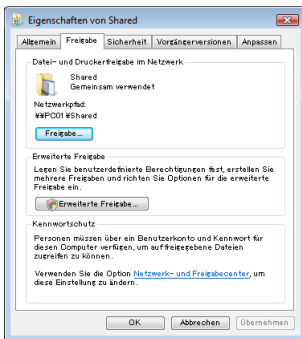 Eigenschaften von Shared
Allgemein
Freigabe
Sicherheit
Vorgängerversionen
Anpassen
Datei- und Druckerfreigabe im Netzwerk
Shared
Gemeinsam verwendet
Netzwerkpfad:
¥¥PC01¥Shared
Freigabe...
Erweiterte Freigabe
Legen Sie benutzerdefinierte Berechtigungen fest, erstellen Sie
mehrere Freigaben und richten Sie Optionen für die erweiterte
Freigabe ein.
Erweiterte Freigabe...
Kennwortschutz
Personen müssen über ein Benutzerkonto und Kennwort für
diesen Computer verfügen, um auf freigegebene Dateien
zugreifen zu können.
Verwenden Sie die Option Netzwerk- und Freigabecenter, um
diese Einstellung zu ändern.
OK
Abbrechen
Übernehmen